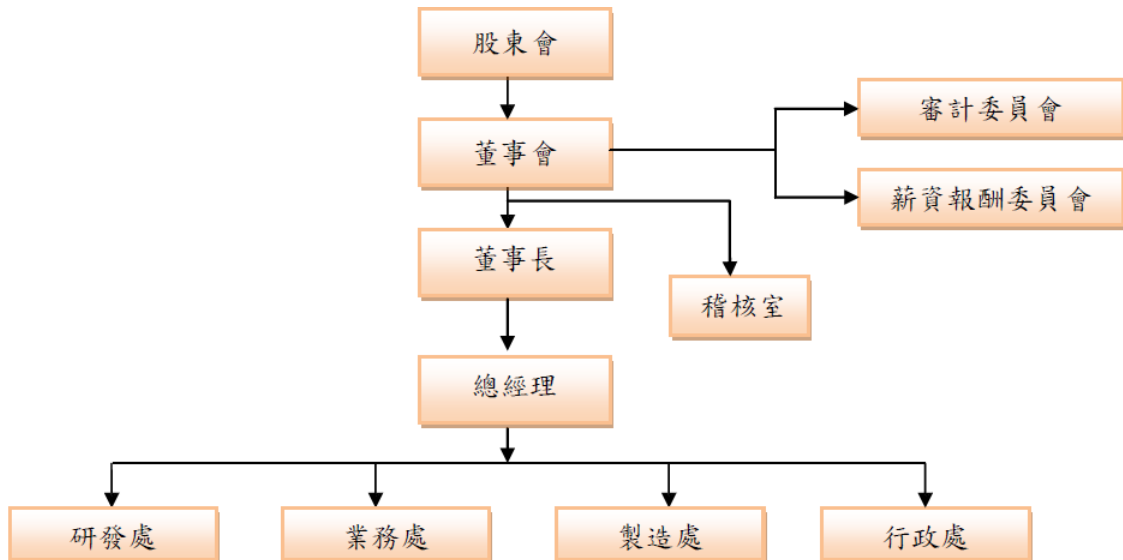 股東會
審計委員會
董事會
薪資報酬委員會
董事長
稽核室
總經理
研發處
業務處
製造處
行政處